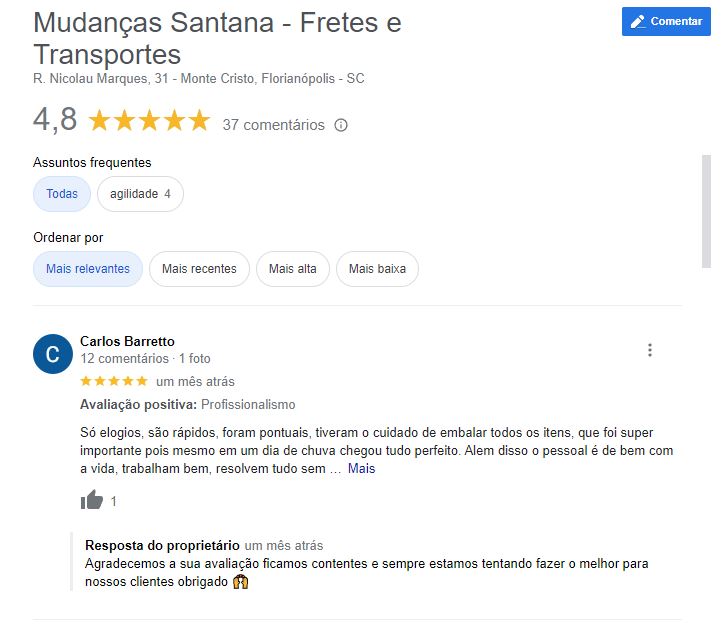 Mudanças Santana - Fretes e
Transportes
Comentar
R. Nicolau Marques, 31 - Monte Cristo, Florianópolis - SC
4,8 37 comentários
Assuntos frequentes
Todas agilidade 4
Ordenar por
Mais relevantes Mais recentes Mais alta Mais baixa
C
Carlos Barretto
12 comentários · 1 foto
um mês atrás
Avaliação positiva: Profissionalismo
Só elogios, são rápidos, foram pontuais, tiveram o cuidado de embalar todos os itens, que foi super
importante pois mesmo em um dia de chuva chegou tudo perfeito. Alem disso o pessoal é de bem com
a vida, trabalham bem, resolvem tudo sem … Mais
1
Resposta do proprietário um mês atrás
Agradecemos a sua avaliação ficamos contentes e sempre estamos tentando fazer o melhor para
nossos clientes obrigado